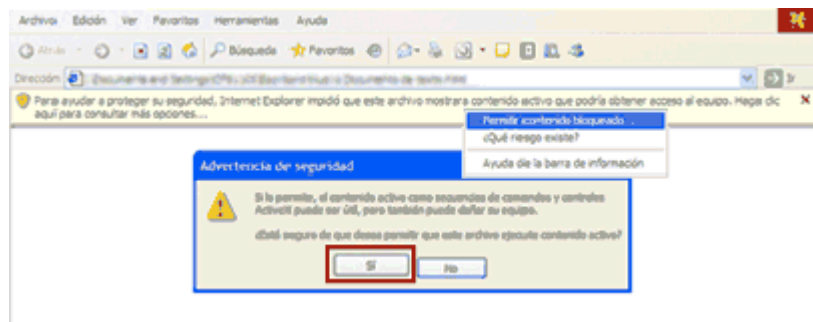 Archivo Edición Ver Favoritos Herramientas Ayuda
Atrás Búsqueda Favoritos
Dirección
Para ayudar a proteger su seguridad, Internet Explorer impidió que este archivo mostrara contenido activo que podría obtener acceso al equipo. Haga clic
aquí para consultar más opciones...
Permitir contenido bloqueado...
¿Qué riesgo existe?
Ayuda de la barra de información
Advertencia de seguridad
Si lo permite, el contenido activo como secuencias de comandos y controles
ActiveX puede ser útil, pero también puede dañar su equipo.
¿Está seguro de que desea permitir que este archivo ejecute contenido activo?
Sí No